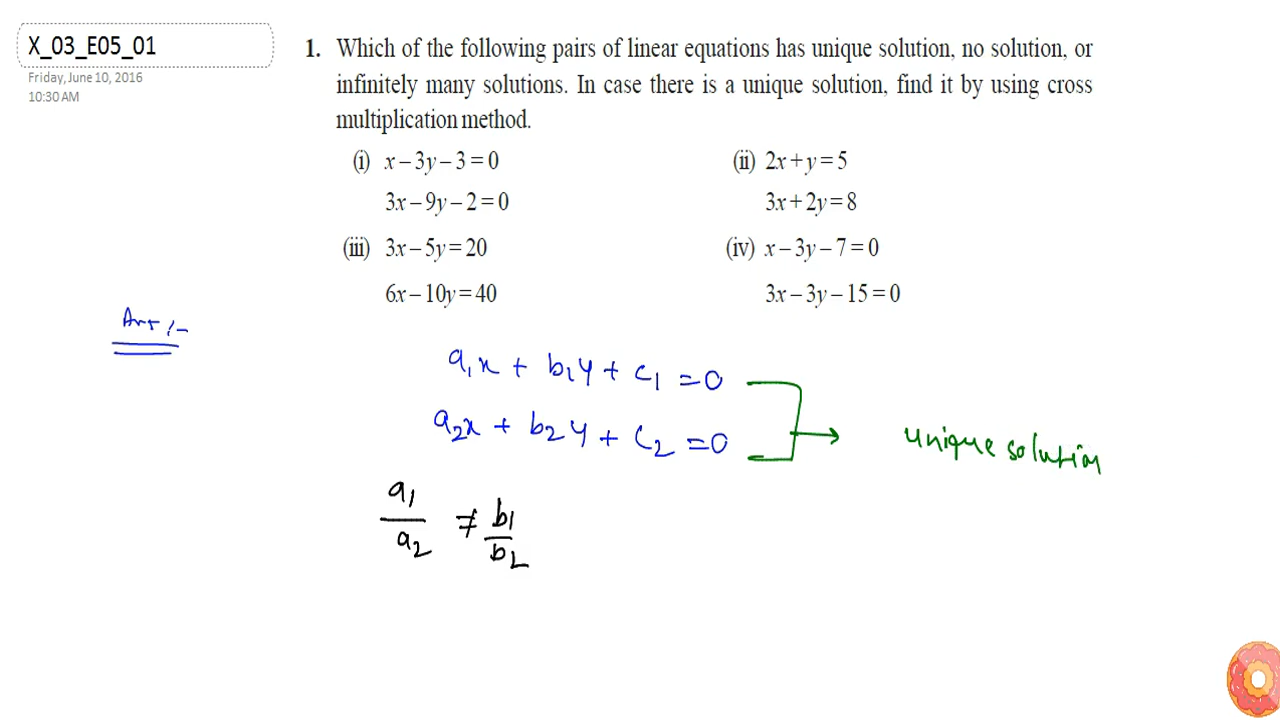 X_03_E05_01
Friday, June 10, 2016
10:30 AM
1. Which of the following pairs of linear equations has unique solution, no solution, or
infinitely many solutions. In case there is a unique solution, find it by using cross
multiplication method.
(i) x – 3y – 3 = 0 (ii) 2x + y = 5
3x – 9y – 2 = 0 3x + 2y = 8
(iii) 3x – 5y = 20 (iv) x – 3y – 7 = 0
6x – 10y = 40 3x – 3y – 15 = 0
Ans :-
a₁x + b₁y + c₁ = 0
a₂x + b₂y + c₂ = 0
unique solution
a₁/a₂ ≠ b₁/b₂